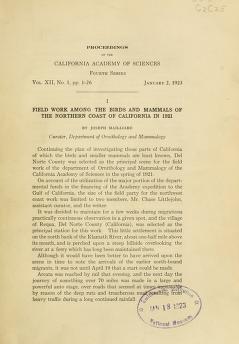 PROCEEDINGS
OF THE
CALIFORNIA ACADEMY OF SCIENCES
FOURTH SERIES
VOL. XII, No. 1, pp. 1-26 JANUARY 2, 1923
I
FIELD WORK AMONG THE BIRDS AND MAMMALS OF
THE NORTHERN COAST OF CALIFORNIA IN 1921
BY JOSEPH MAILLIARD
Curator, Department of Ornithology and Mammalogy
Continuing the plan of investigating those parts of California
of which the birds and smaller mammals are least known, Del
Norte County was selected as the principal scene for the field
work of the department of Ornithology and Mammalogy of the
California Academy of Sciences in the spring of 1921.
On account of the utilization of the major portion of the depart-
mental funds in the financing of the Academy expedition to the
Gulf of California, the size of the field party for the northwest
coast work was limited to two members, Mr. Chase Littlejohn,
assistant curator, and the writer.
It was decided to maintain for a few weeks during migrations
practically continuous observation in a given spot, and the village
of Requa, Del Norte County (California), was selected as the
principal station for this work. This little settlement is situated
on the north bank of the Klamath River, about one-half mile above
its mouth, and is perched upon a steep hillside overlooking the
river at a ferry which has long been maintained there.
Although it would have been better to have arrived upon the
scene in time to note the arrivals of the earlier north-bound
migrants, it was not until April 19 that a start could be made.
Arcata was reached by rail that evening, and the next day the
journey of something over 70 miles was made in a large and
powerful auto stage, over roads that seemed at times
by reason of the deep ruts and treacherous from
heavy traffic during a long continued rainfall.
JAN 18 1923
National Museum